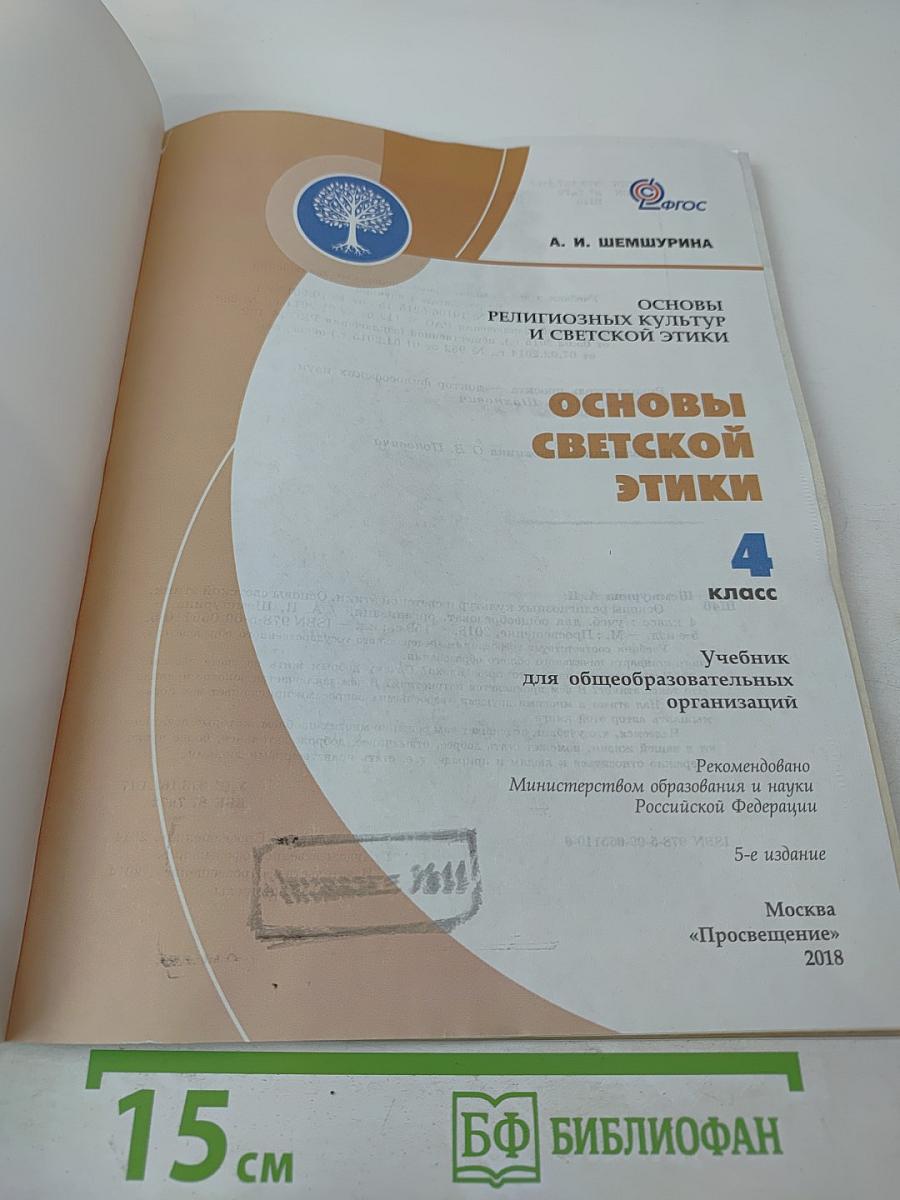 ФГОС
А. И. ШЕМШУРИНА
ОСНОВЫ
РЕЛИГИОЗНЫХ КУЛЬТУР
И СВЕТСКОЙ ЭТИКИ
ОСНОВЫ
СВЕТСКОЙ
ЭТИКИ
4
класс
Учебник
для общеобразовательных
организаций
Рекомендовано
Министерством образования и науки
Российской Федерации
5-е издание
Москва
«Просвещение»
2018
15 см
БФ БИБЛИОФАН